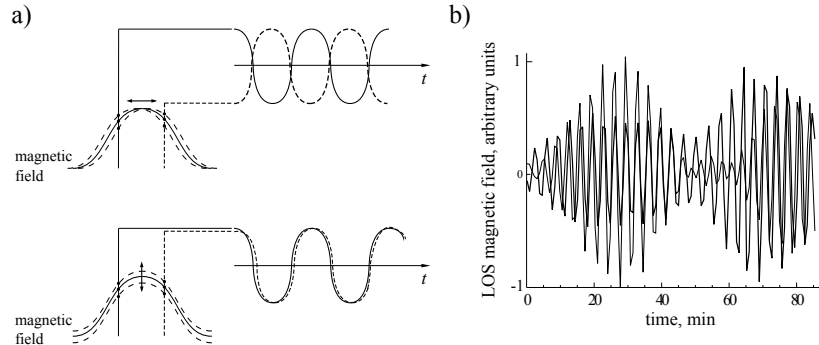 a)
t
magnetic
field
t
magnetic
field
b)
LOS magnetic field, arbitrary units
1
0
-1
0 20 40 60 80
time, min